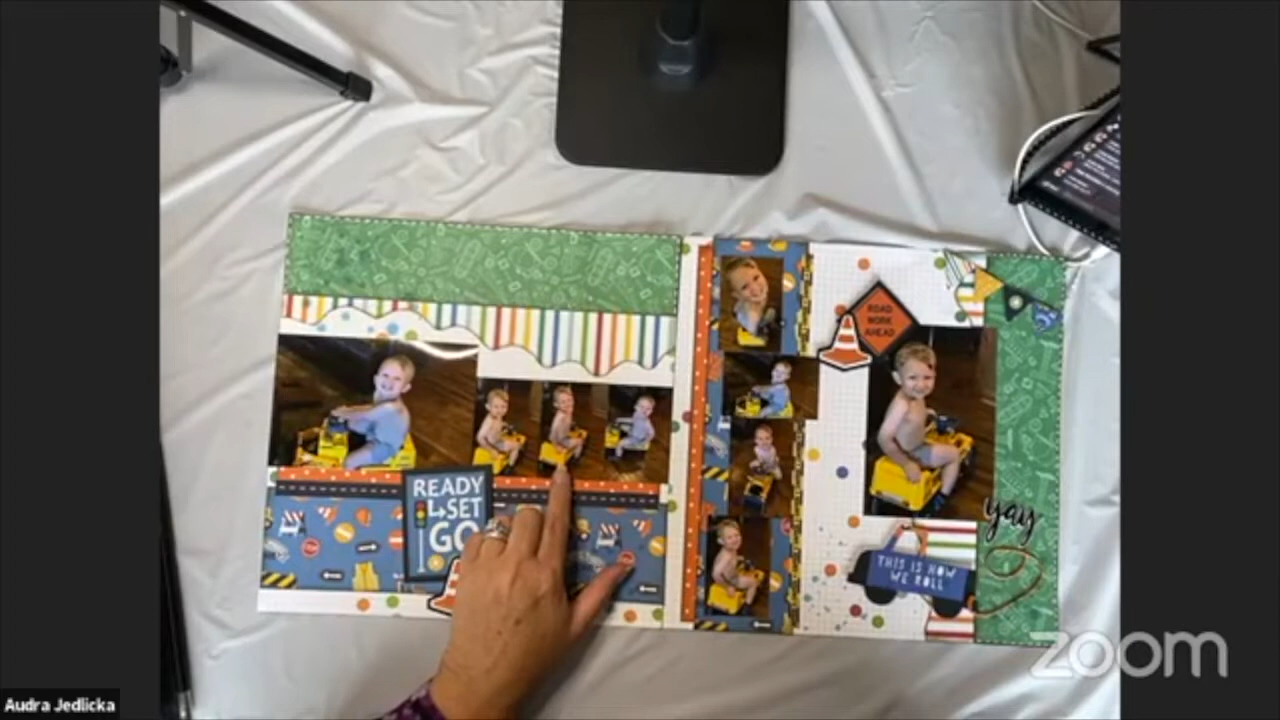 ROAD
WORK
AHEAD
READY
SET
GO
yay
THIS IS HOW
WE ROLL
zoom
Audra Jedlicka